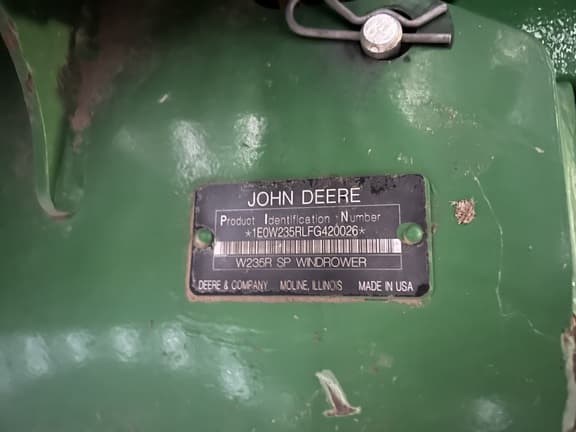 JOHN DEERE
Product Identification Number
*1E0W235RLFG420026*
W235R SP WINDROWER
DEERE & COMPANY MOLINE, ILLINOIS MADE IN USA